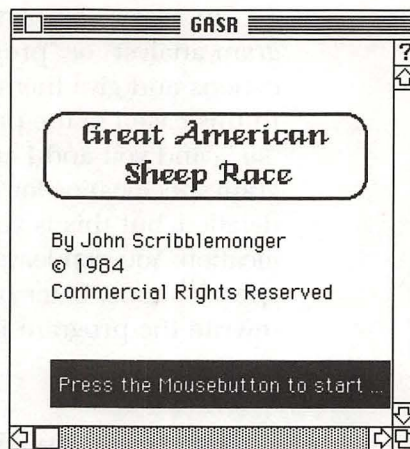 GASR
?
Great American
Sheep Race
By John Scribblemonger
© 1984
Commercial Rights Reserved
Press the Mousebutton to start ...